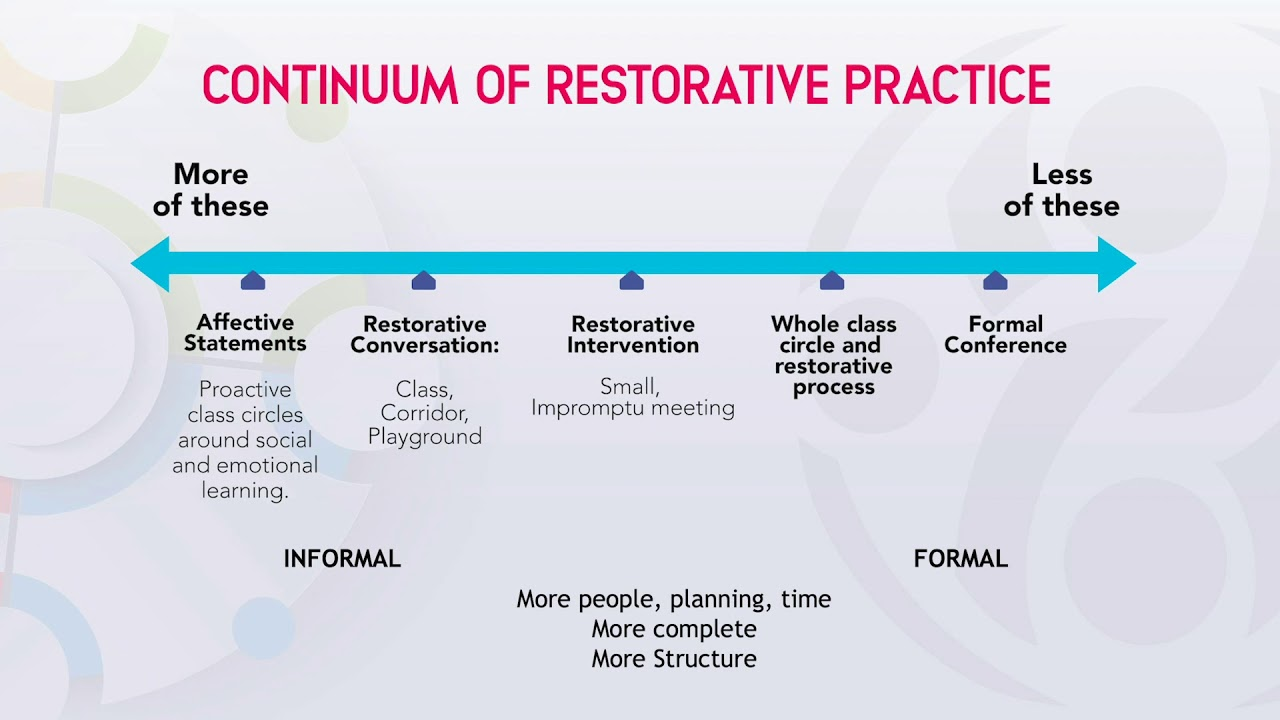 CONTINUUM OF RESTORATIVE PRACTICE
More
of these
Less
of these
Affective
Statements
Proactive
class circles
around social
and emotional
learning.
Restorative
Conversation:
Class,
Corridor,
Playground
Restorative
Intervention
Small,
Impromptu meeting
Whole class
circle and
restorative
process
Formal
Conference
INFORMAL
FORMAL
More people, planning, time
More complete
More Structure